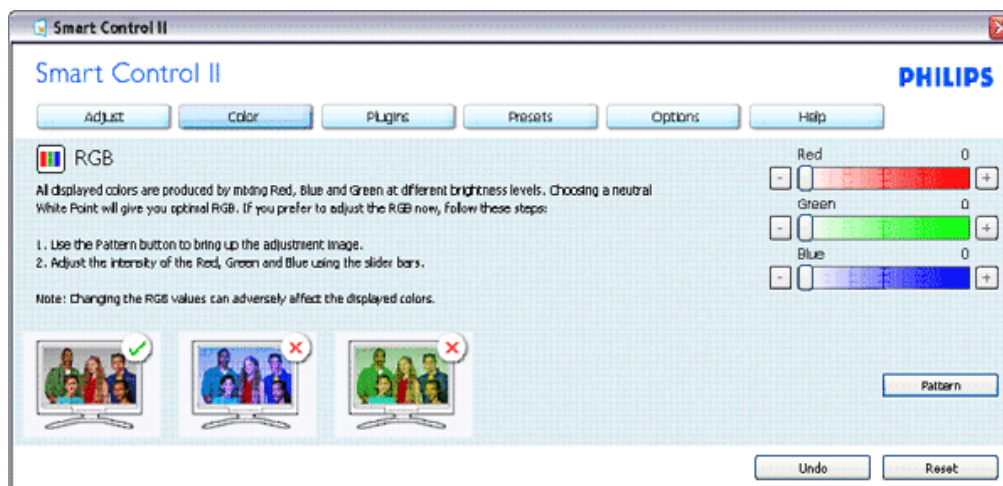 Smart Control II
Smart Control II
PHILIPS
Adjust Color Plugins Presets Options Help
RGB
All displayed colors are produced by mixing Red, Blue and Green at different brightness levels. Choosing a neutral
White Point will give you optimal RGB. If you prefer to adjust the RGB now, follow these steps:
1. Use the Pattern button to bring up the adjustment image.
2. Adjust the intensity of the Red, Green and Blue using the slider bars.
Note: Changing the RGB values can adversely affect the displayed colors.
Red 0
- +
Green 0
- +
Blue 0
- +
Pattern
Undo Reset